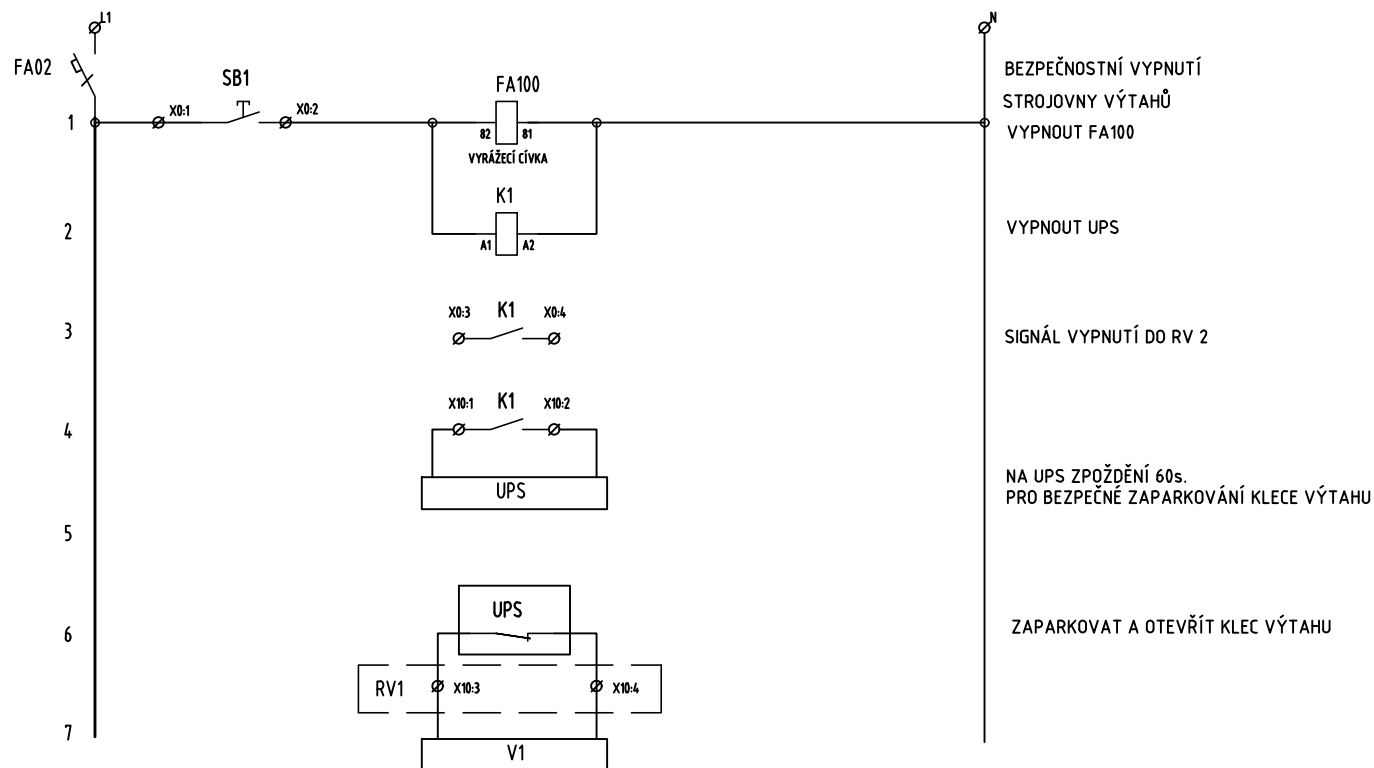 L1
N
FA02
SB1
FA100
BEZPEČNOSTNÍ VYPNUTÍ
STROJOVNY VÝTAHŮ
1
X0:1
X0:2
82
81
VYPNOUT FA100
VYRÁŽECÍ CÍVKA
K1
2
A1
A2
VYPNOUT UPS
3
X0:3
K1
X0:4
SIGNÁL VYPNUTÍ DO RV 2
4
X10:1
K1
X10:2
UPS
NA UPS ZPOŽDĚNÍ 60s.
PRO BEZPEČNÉ ZAPARKOVÁNÍ KLECE VÝTAHU
5
UPS
6
ZAPARKOVAT A OTEVŘÍT KLEC VÝTAHU
RV1
X10:3
X10:4
7
V1